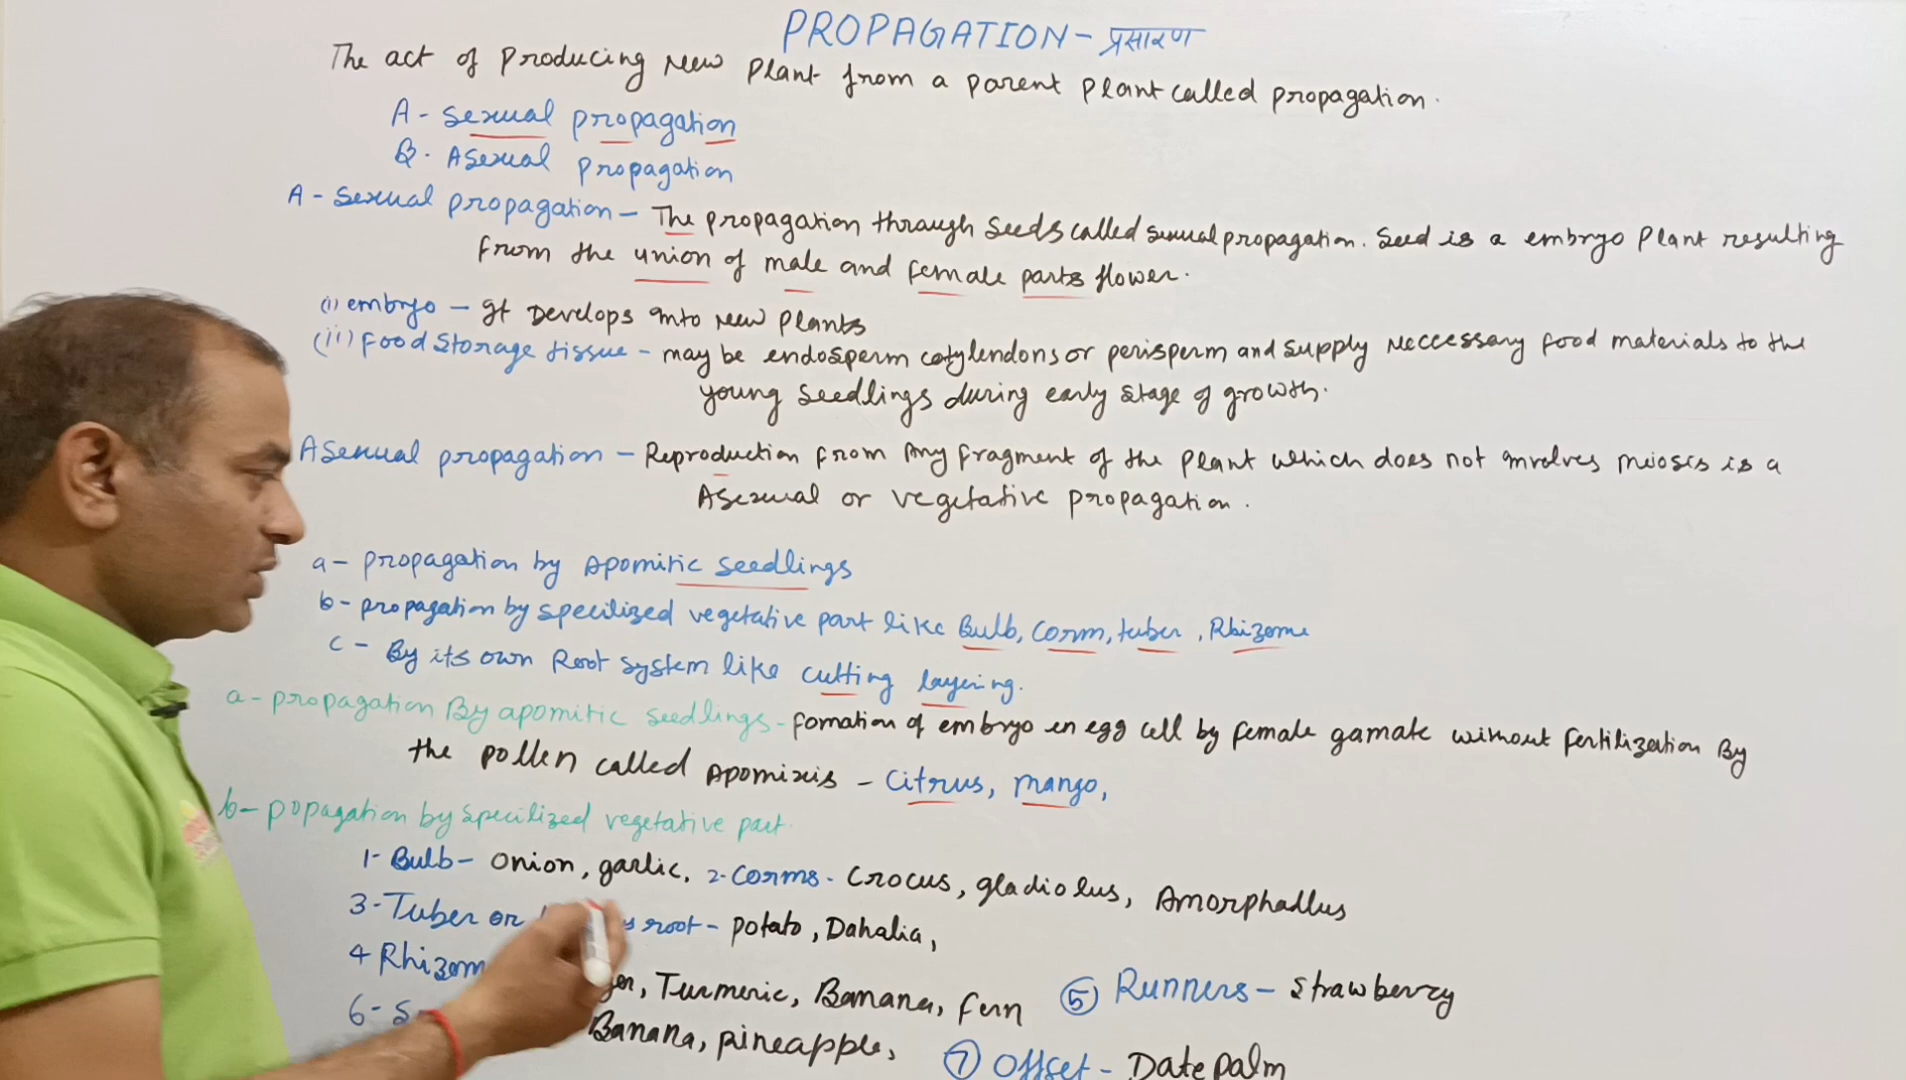 PROPAGATION - प्रसारण
The act of Producing New Plant from a parent plant called propagation.
A - Sexual propagation
B. Asexual propagation
A - Sexual propagation - The propagation through Seeds called sexual propagation. Seed is a embryo Plant resulting
from the union of male and female parts flower.
(i) embryo - It Develops into New Plants
(ii) Food Storage tissue - may be endosperm cotylendons or perisperm and supply neccessary food materials to the
young seedlings during early stage of growth.
Asexual propagation - Reproduction from Any fragment of the Plant which does not involves meiosis is a
Asexual or vegetative propagation.
a - propagation by Apomitic seedlings
b - propagation by specilized vegetative part like Bulb, Corm, tuber, Rhizome
c - By its own Root system like cutting layering.
a - propagation By apomitic seedlings - fomation of embryo in egg cell by female gamate without fertilization By
the pollen called Apomixis - Citrus, mango,
b - popagation by specilized vegetative part.
1- Bulb - Onion, garlic, 2- Corms - Crocus, gladiolus, Amorphallus
3 - Tuber or root - Potato, Dahalia,
4 Rhizom Turmeric, Banana, fern 5 Runners - Strawberry
6 - S Banana, pineapple, 7 Offset - Date palm